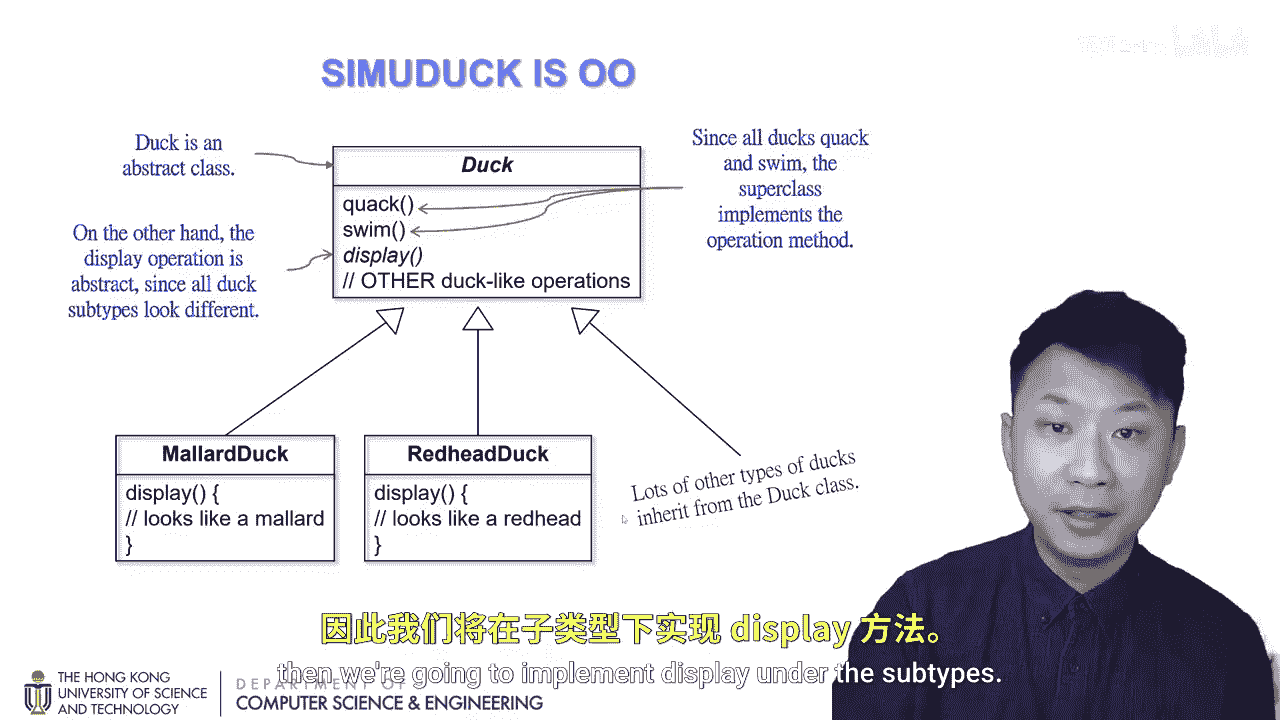 SIMUDUCK IS OO
Duck is an
abstract class.
On the other hand, the
display operation is
abstract, since all duck
subtypes look different.
Duck
quack()
swim()
display()
// OTHER duck-like operations
Since all ducks quack
and swim, the
superclass
implements the
operation method.
MallardDuck
display() {
// looks like a mallard
}
RedheadDuck
display() {
// looks like a redhead
}
Lots of other types of ducks
inherit from the Duck class.
因此我们将在子类型下实现 display 方法。
then we're going to implement display under the subtypes.
THE HONG KONG
UNIVERSITY OF SCIENCE
AND TECHNOLOGY
DEPARTMENT OF
COMPUTER SCIENCE & ENGINEERING